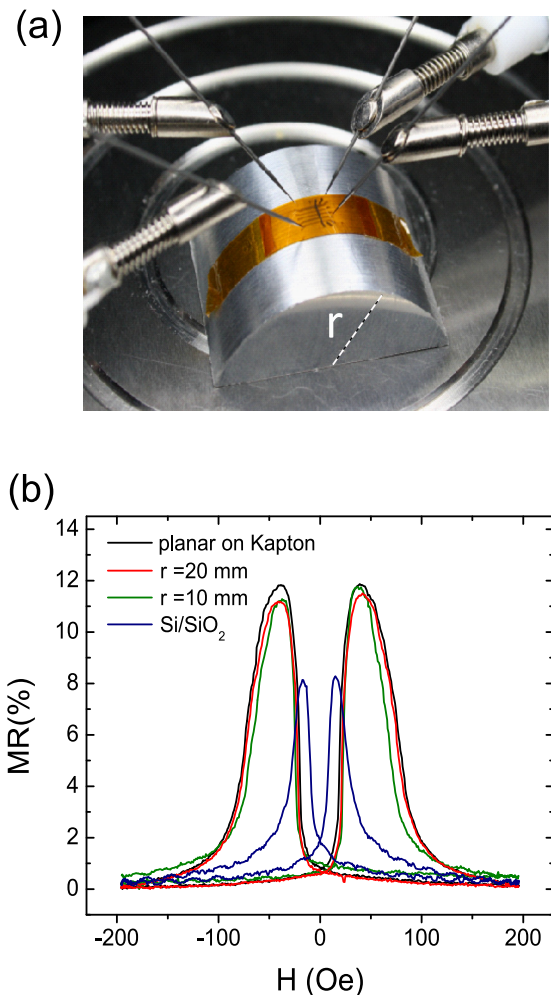 (a)
r
(b)
14
12
10
8
6
4
2
0
MR(%)
planar on Kapton
r =20 mm
r =10 mm
Si/SiO₂
-200 -100 0 100 200
H (Oe)